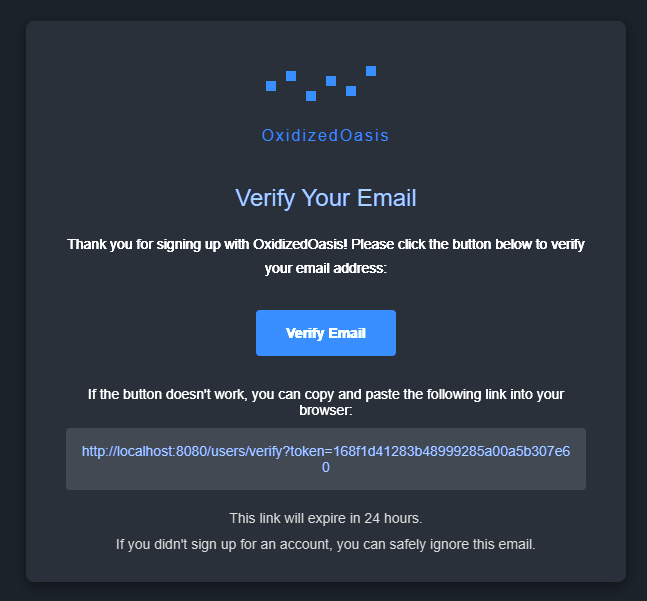 OxidizedOasis
Verify Your Email
Thank you for signing up with OxidizedOasis! Please click the button below to verify
your email address:
Verify Email
If the button doesn't work, you can copy and paste the following link into your
browser:
http://localhost:8080/users/verify?token=168f1d41283b48999285a00a5b307e6
0
This link will expire in 24 hours.
If you didn't sign up for an account, you can safely ignore this email.